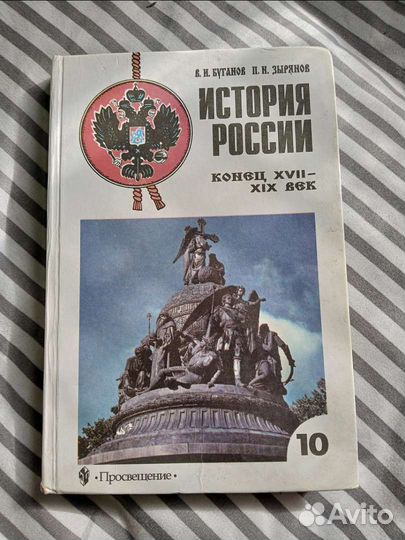 В. И. БУГАНОВ П. Н. ЗЫРЯНОВ
ИСТОРИЯ
РОССИИ
КОНЕЦ XVII–
XIX ВЕК
10
• Просвещение •
Avito